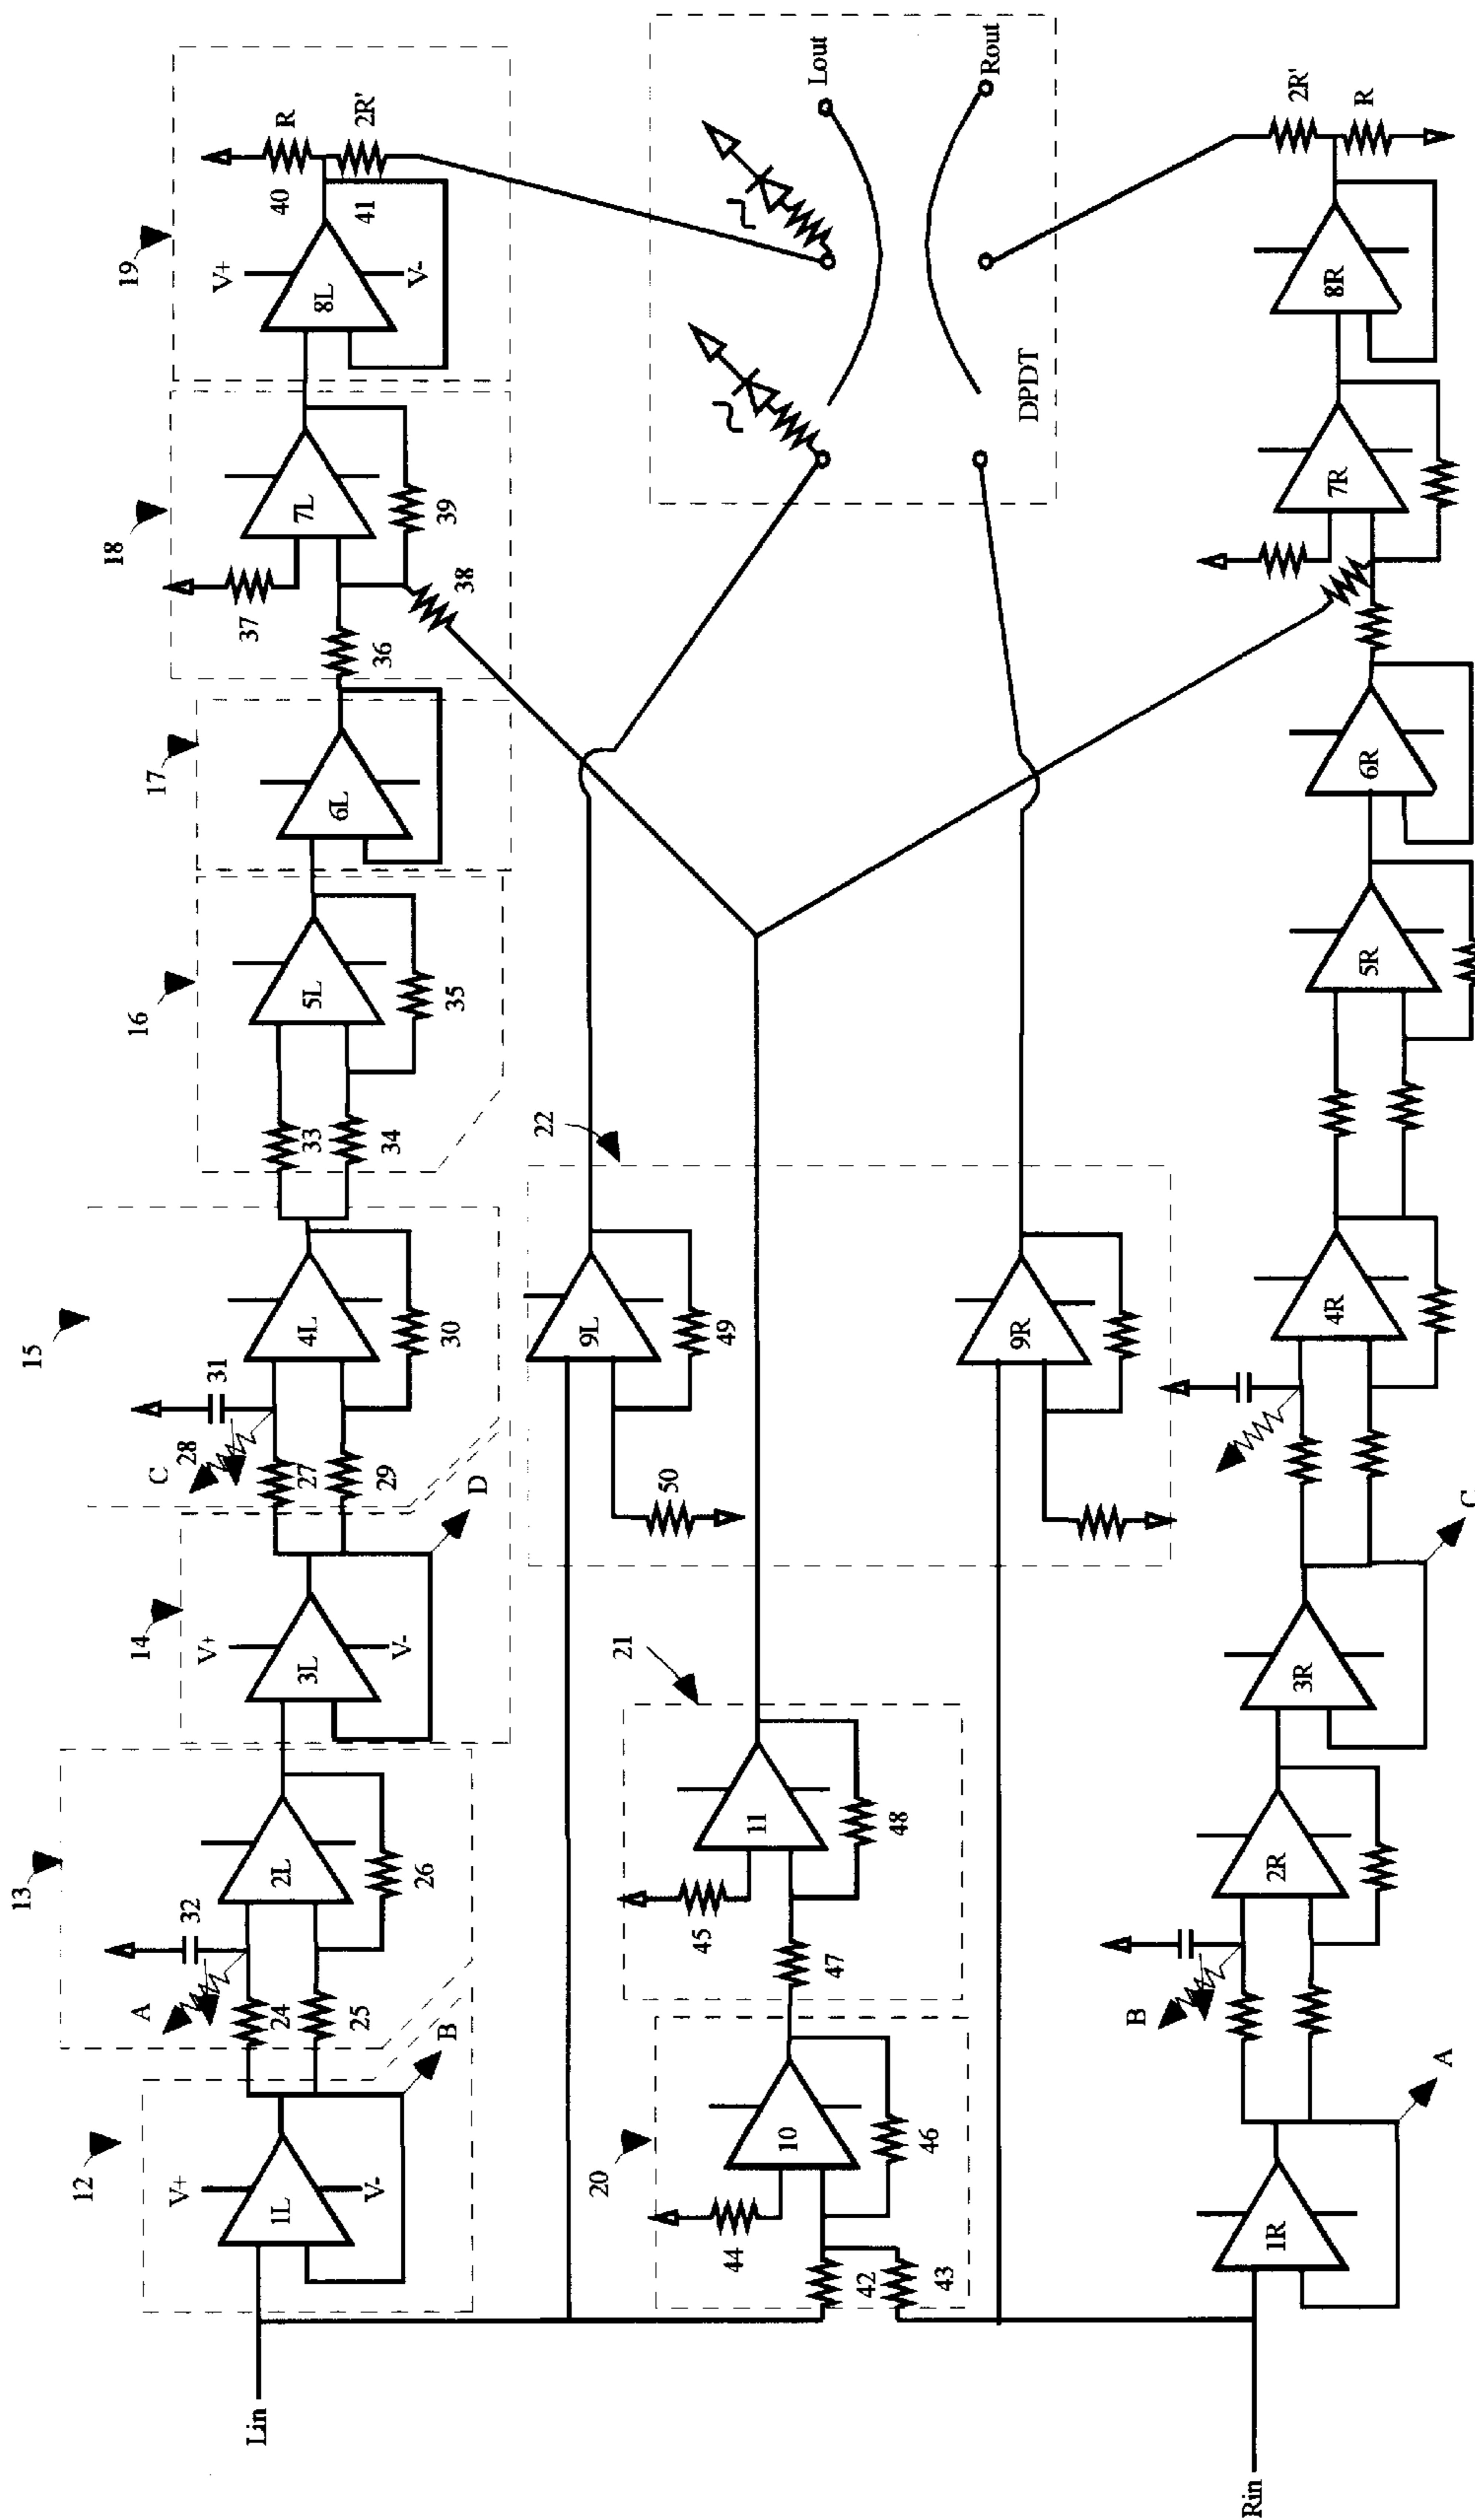 19
18
17
16
15
14
13
12
V+
V-
1L
B
A
32
24
25
2L
26
V+
V-
3L
D
C
28
31
27
29
4L
30
33
34
5L
35
6L
36
37
38
7L
39
V+
V-
8L
40
41
R
2R'
22
9L
49
50
9R
21
45
47
11
48
20
42
43
44
10
46
Lout
Rout
DPDT
Lin
Rin
1R
A
B
2R
3R
C
4R
5R
6R
7R
8R
2R'
R